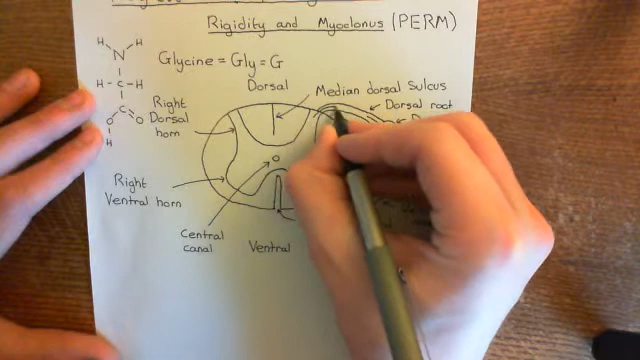 Rigidity and Myoclonus (PERM)
Glycine = Gly = G
H H
N
H - C - H
C
O O
H
Dorsal
Median dorsal Sulcus
Dorsal root
Right
Dorsal
horn
Right
Ventral horn
Central
canal
Ventral